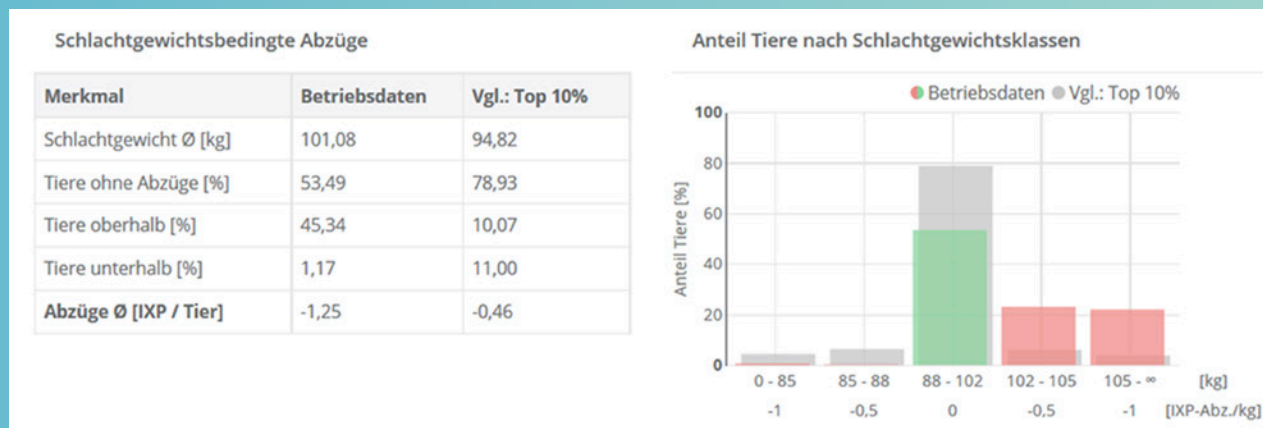 Schlachtgewichtsbedingte Abzüge
Merkmal Betriebsdaten Vgl.: Top 10%
Schlachtgewicht Ø [kg] 101,08 94,82
Tiere ohne Abzüge [%] 53,49 78,93
Tiere oberhalb [%] 45,34 10,07
Tiere unterhalb [%] 1,17 11,00
Abzüge Ø [IXP / Tier] -1,25 -0,46
Anteil Tiere nach Schlachtgewichtsklassen
Betriebsdaten Vgl.: Top 10%
Anteil Tiere [%]
100
80
60
40
20
0
0 - 85 85 - 88 88 - 102 102 - 105 105 - ∞ [kg]
-1 -0,5 0 -0,5 -1 [IXP-Abz./kg]